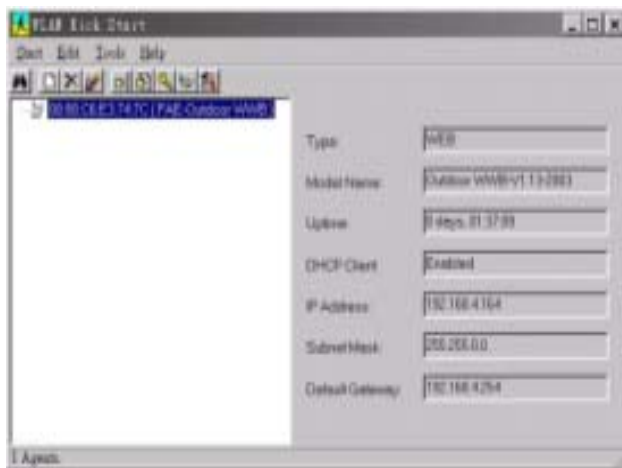 WLAN Kick Start
Start Edit Tools Help
00:80:C6:E3:74:7C ( FAE-Outdoor WWB )
Type:
WEB
Model Name:
Outdoor WWB-V1.13-2003
Uptime:
0 days, 01:37:09
DHCP Client:
Enabled
IP Address:
192.168.4.164
Subnet Mask:
255.255.0.0
Default Gateway:
192.168.4.254
1 Agents.